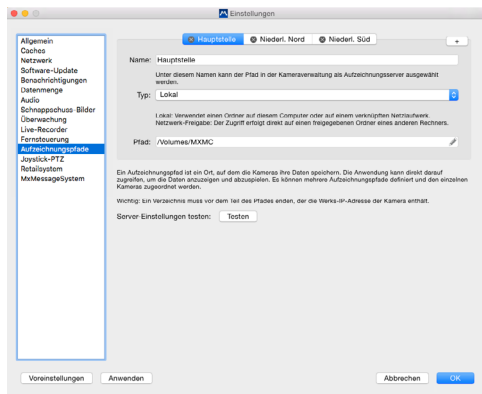 Einstellungen
Allgemein
Caches
Netzwerk
Software-Update
Benachrichtigungen
Datenmenge
Audio
Schnappschuss-Bilder
Überwachung
Live-Recorder
Fernsteuerung
Aufzeichnungspfade
Joystick-PTZ
Retailsystem
MxMessageSystem
Hauptstelle Niederl. Nord Niederl. Süd +
Name: Hauptstelle
Unter diesem Namen kann der Pfad in der Kameraverwaltung als Aufzeichnungsserver ausgewählt
werden.
Typ: Lokal
Lokal: Verwendet einen Ordner auf diesem Computer oder auf einem verknüpften Netzlaufwerk.
Netzwerk-Freigabe: Der Zugriff erfolgt direkt auf einen freigegebenen Ordner eines anderen Rechners.
Pfad: /Volumes/MXMC
Ein Aufzeichnungspfad ist ein Ort, auf dem die Kameras ihre Daten speichern. Die Anwendung kann direkt darauf
zugreifen, um die Daten anzuzeigen und abzuspielen. Es können mehrere Aufzeichnungspfade definiert und den einzelnen
Kameras zugeordnet werden.
Wichtig: Ein Verzeichnis muss vor dem Teil des Pfades enden, der die Werks-IP-Adresse der Kamera enthält.
Server-Einstellungen testen: Testen
Voreinstellungen Anwenden Abbrechen OK